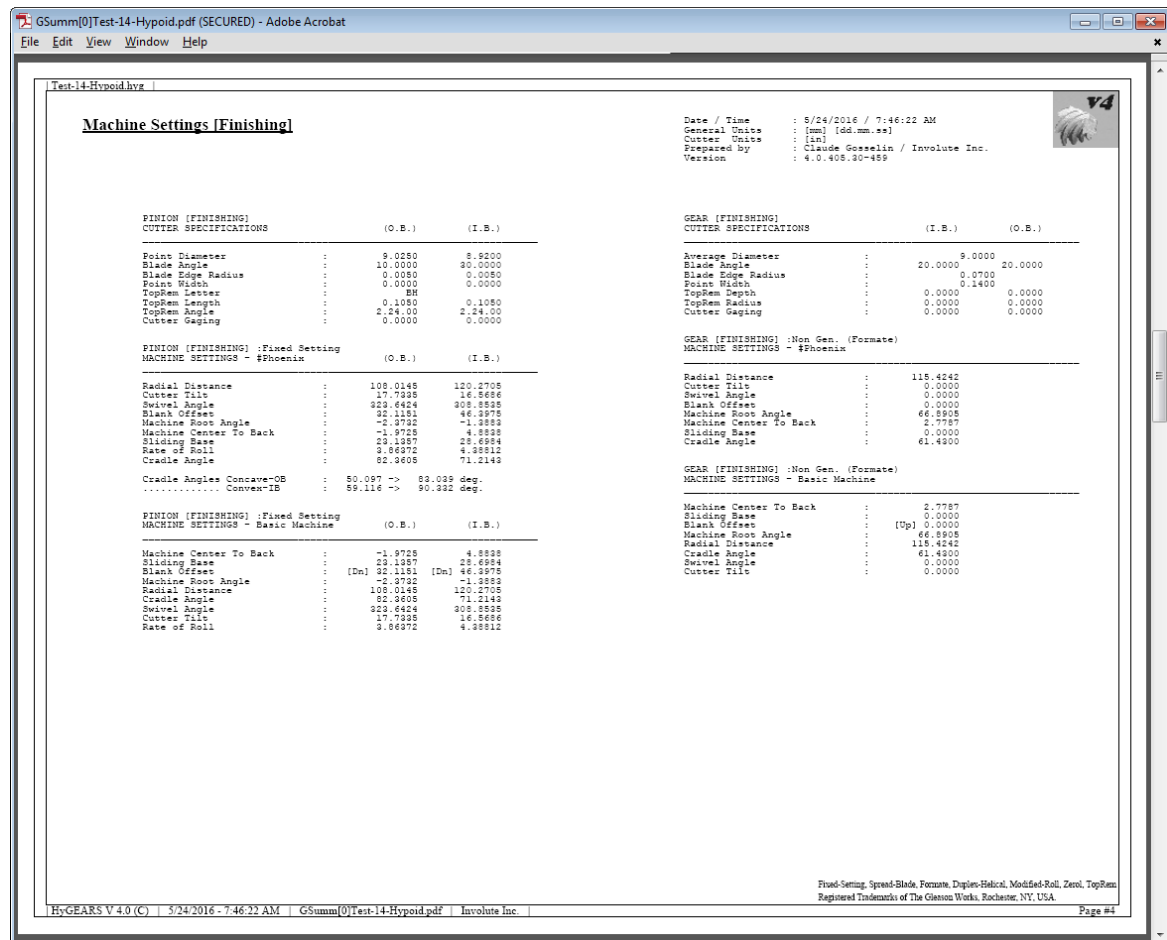 GSumm[0]Test-14-Hypoid.pdf (SECURED) - Adobe Acrobat
File Edit View Window Help
| Test-14-Hypoid.hyg |
V4
Machine Settings [Finishing]
Date / Time : 5/24/2016 / 7:46:22 AM
General Units : [mm] [dd.mm.ss]
Cutter Units : [in]
Prepared by : Claude Gosselin / Involute Inc.
Version : 4.0.405.30-459
PINION [FINISHING]
CUTTER SPECIFICATIONS (O.B.) (I.B.)
Point Diameter : 9.0250 8.9200
Blade Angle : 10.0000 30.0000
Blade Edge Radius : 0.0050 0.0050
Point Width : 0.0000 0.0000
TopRem Letter : BH
TopRem Length : 0.1050 0.1050
TopRem Angle : 2.24.00 2.24.00
Cutter Gaging : 0.0000 0.0000
PINION [FINISHING] :Fixed Setting
MACHINE SETTINGS - #Phoenix (O.B.) (I.B.)
Radial Distance : 108.0145 120.2705
Cutter Tilt : 17.7335 16.5686
Swivel Angle : 323.6424 308.8535
Blank Offset : 32.1151 46.3975
Machine Root Angle : -2.3732 -1.3883
Machine Center To Back : -1.9725 4.8838
Sliding Base : 23.1357 28.6984
Rate of Roll : 3.86372 4.38812
Cradle Angle : 82.3605 71.2143
Cradle Angles Concave-OB : 50.097 -> 83.039 deg.
............. Convex-IB : 59.116 -> 90.332 deg.
PINION [FINISHING] :Fixed Setting
MACHINE SETTINGS - Basic Machine (O.B.) (I.B.)
Machine Center To Back : -1.9725 4.8838
Sliding Base : 23.1357 28.6984
Blank Offset : [Dn] 32.1151 [Dn] 46.3975
Machine Root Angle : -2.3732 -1.3883
Radial Distance : 108.0145 120.2705
Cradle Angle : 82.3605 71.2143
Swivel Angle : 323.6424 308.8535
Cutter Tilt : 17.7335 16.5686
Rate of Roll : 3.86372 4.38812
GEAR [FINISHING]
CUTTER SPECIFICATIONS (I.B.) (O.B.)
Average Diameter : 9.0000
Blade Angle : 20.0000 20.0000
Blade Edge Radius : 0.0700
Point Width : 0.1400
TopRem Depth : 0.0000 0.0000
TopRem Radius : 0.0000 0.0000
Cutter Gaging : 0.0000 0.0000
GEAR [FINISHING] :Non Gen. (Formate)
MACHINE SETTINGS - #Phoenix
Radial Distance : 115.4242
Cutter Tilt : 0.0000
Swivel Angle : 0.0000
Blank Offset : 0.0000
Machine Root Angle : 66.8905
Machine Center To Back : 2.7787
Sliding Base : 0.0000
Cradle Angle : 61.4300
GEAR [FINISHING] :Non Gen. (Formate)
MACHINE SETTINGS - Basic Machine
Machine Center To Back : 2.7787
Sliding Base : 0.0000
Blank Offset : [Up] 0.0000
Machine Root Angle : 66.8905
Radial Distance : 115.4242
Cradle Angle : 61.4300
Swivel Angle : 0.0000
Cutter Tilt : 0.0000
Fixed-Setting, Spread-Blade, Formate, Duplex-Helical, Modified-Roll, Zerol, TopRem
Registered Trademarks of The Gleason Works, Rochester, NY, USA.
| HyGEARS V 4.0 (C) | 5/24/2016 - 7:46:22 AM | GSumm[0]Test-14-Hypoid.pdf | Involute Inc. | Page #4